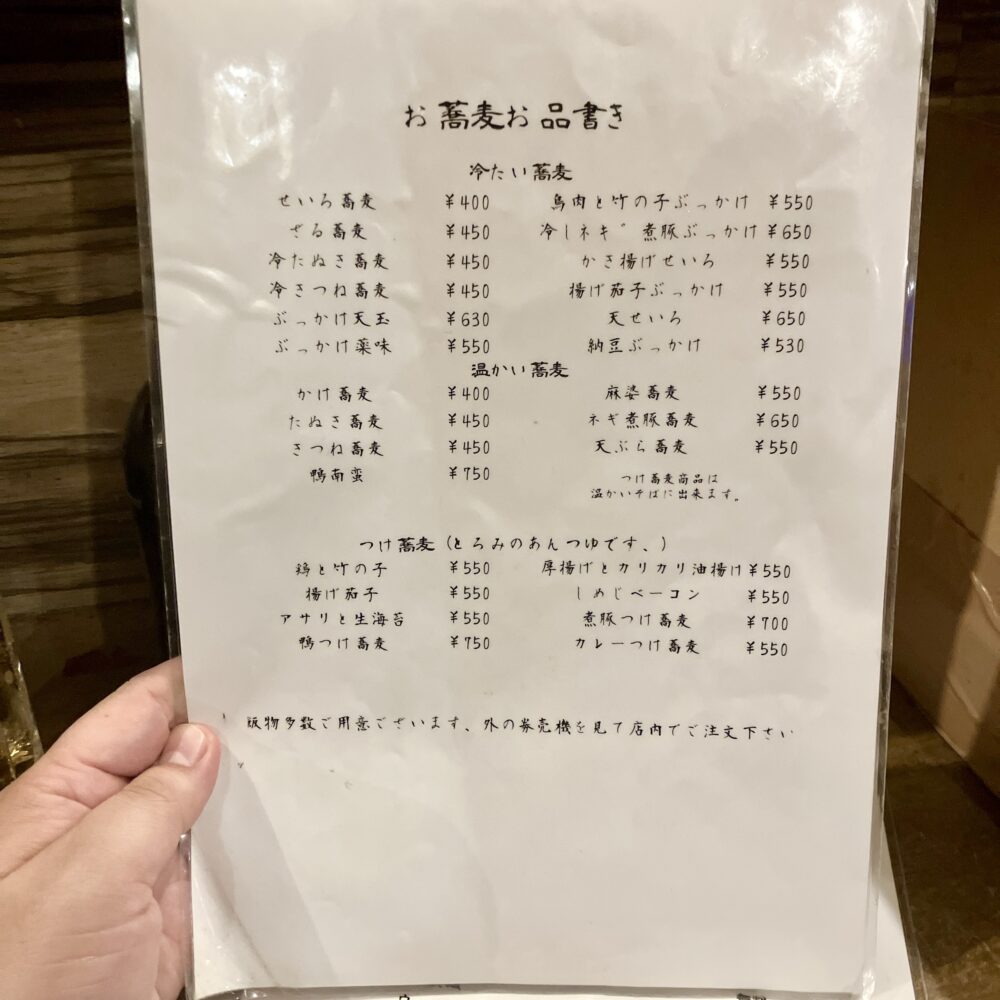 お蕎麦お品書き
冷たい蕎麦
せいろ蕎麦 ¥400 鳥肉と竹の子ぶっかけ ¥550
ざる蕎麦 ¥450 冷しネギ煮豚ぶっかけ ¥650
冷たぬき蕎麦 ¥450 かき揚げせいろ ¥550
冷きつね蕎麦 ¥450 揚げ茄子ぶっかけ ¥550
ぶっかけ天玉 ¥630 天せいろ ¥650
ぶっかけ薬味 ¥550 納豆ぶっかけ ¥530
温かい蕎麦
かけ蕎麦 ¥400 麻婆蕎麦 ¥550
たぬき蕎麦 ¥450 ネギ煮豚蕎麦 ¥650
きつね蕎麦 ¥450 天ぷら蕎麦 ¥550
鴨南蛮 ¥750
つけ蕎麦商品は
温かいそばに出来ます。
つけ蕎麦(とろみのあんつゆです、)
鶏と竹の子 ¥550 厚揚げとカリカリ油揚げ ¥550
揚げ茄子 ¥550 しめじベーコン ¥550
アサリと生海苔 ¥550 煮豚つけ蕎麦 ¥700
鴨つけ蕎麦 ¥750 カレーつけ蕎麦 ¥550
飯物多数ご用意ございます、外の券売機を見て店内でご注文下さい